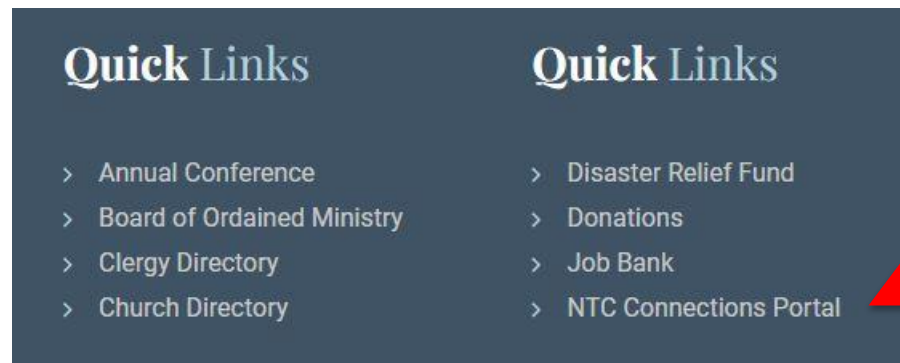 Quick Links
Annual Conference
Board of Ordained Ministry
Clergy Directory
Church Directory
Quick Links
Disaster Relief Fund
Donations
Job Bank
NTC Connections Portal